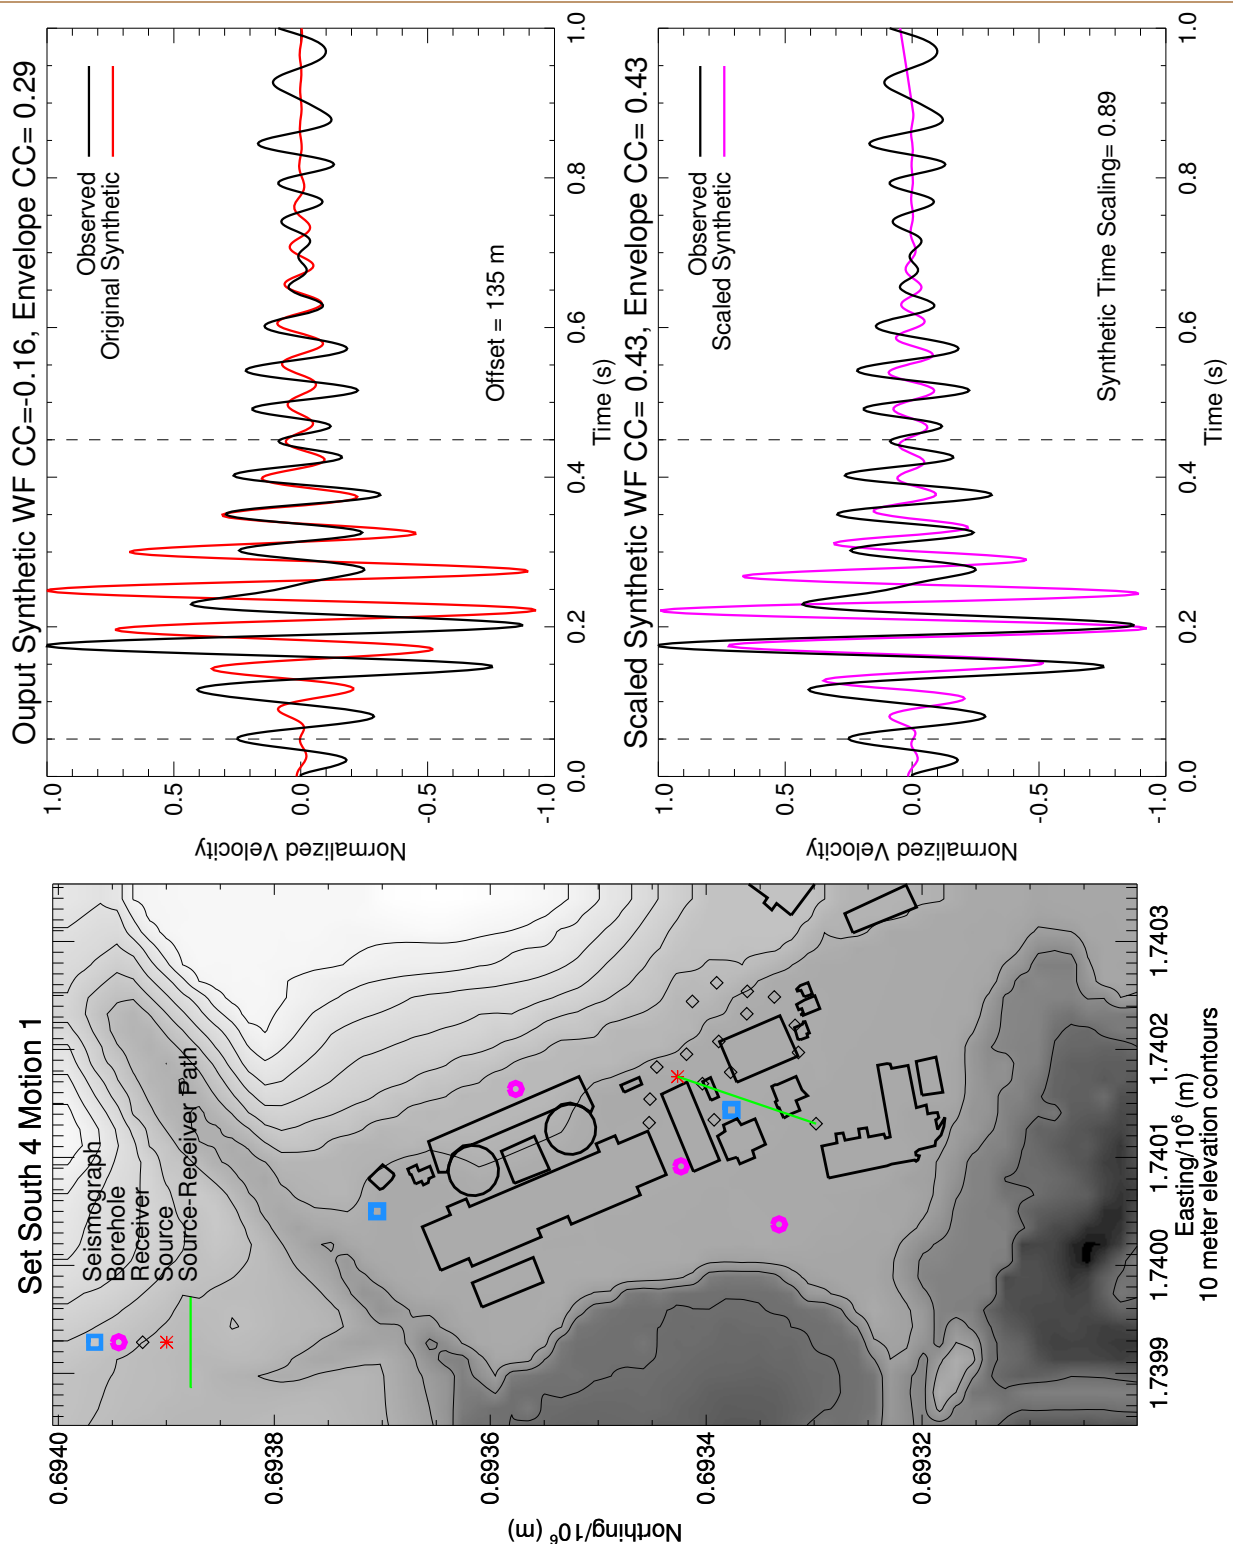 Set South 4 Motion 1
Seismograph
Borehole
Receiver
Source
Source-Receiver Path
0.6940
0.6938
0.6936
0.6934
0.6932
Northing/10⁶ (m)
1.7399
1.7400
1.7401
1.7402
1.7403
Easting/10⁶ (m)
10 meter elevation contours
Ouput Synthetic WF CC=-0.16, Envelope CC= 0.29
Observed
Original Synthetic
Offset = 135 m
1.0
0.5
0.0
-0.5
-1.0
Normalized Velocity
0.0
0.2
0.4
0.6
0.8
1.0
Time (s)
Scaled Synthetic WF CC= 0.43, Envelope CC= 0.43
Observed
Scaled Synthetic
Synthetic Time Scaling= 0.89
1.0
0.5
0.0
-0.5
-1.0
Normalized Velocity
0.0
0.2
0.4
0.6
0.8
1.0
Time (s)